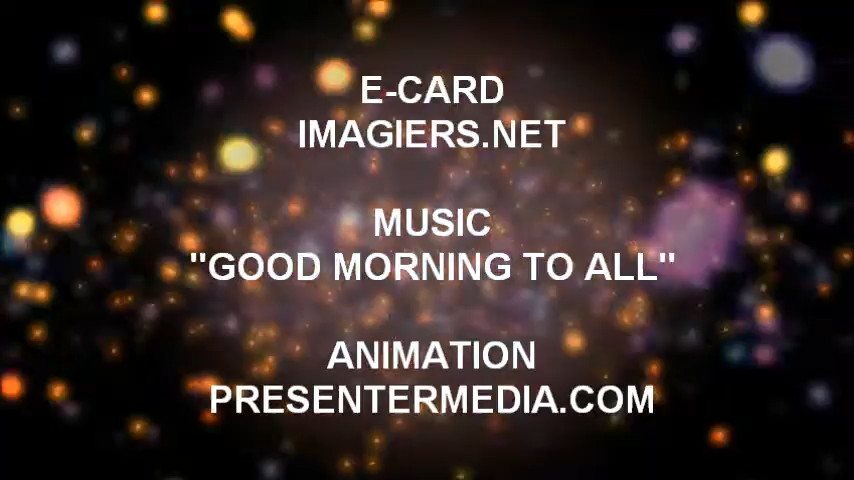 E-CARD
IMAGIERS.NET
MUSIC
"GOOD MORNING TO ALL"
ANIMATION
PRESENTERMEDIA.COM